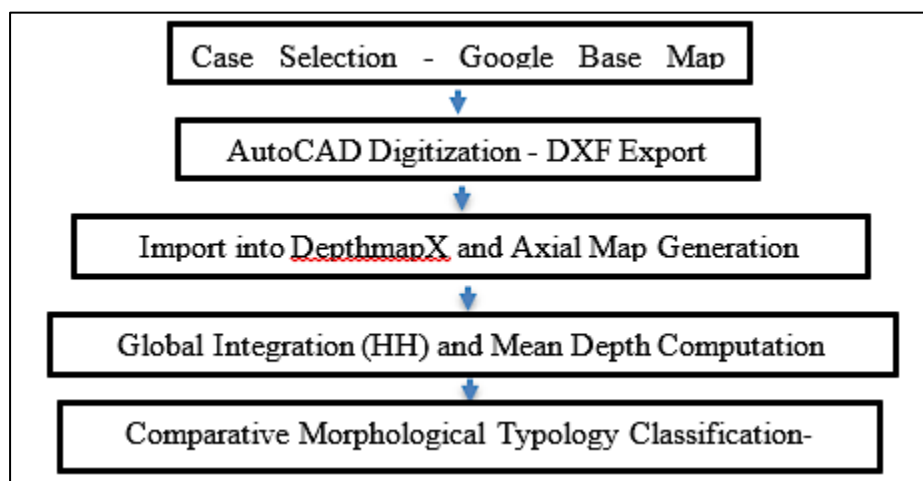 Case Selection - Google Base Map
AutoCAD Digitization - DXF Export
Import into DepthmapX and Axial Map Generation
Global Integration (HH) and Mean Depth Computation
Comparative Morphological Typology Classification-